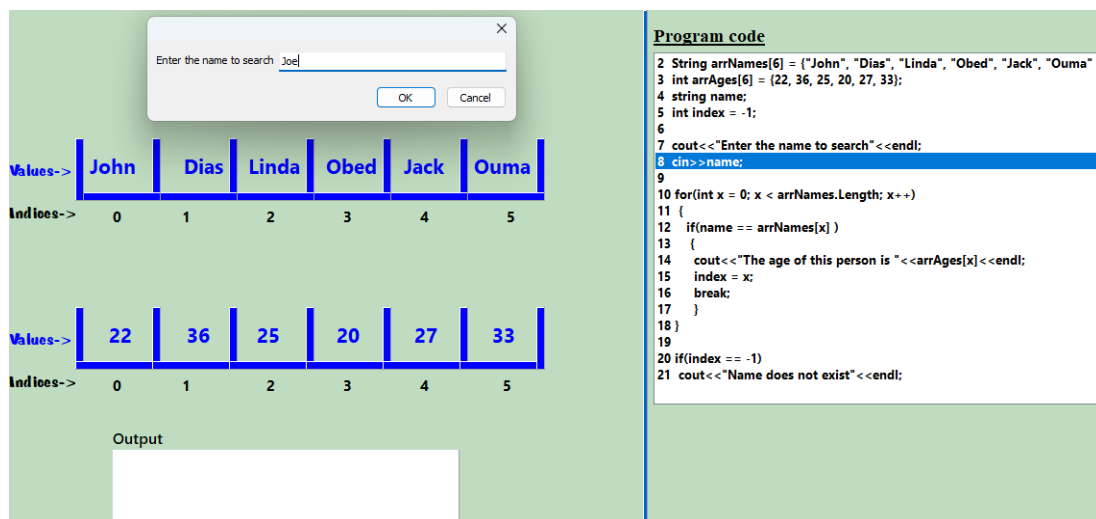 Enter the name to search Joe
OK Cancel
Values-> John Dias Linda Obed Jack Ouma
Indices-> 0 1 2 3 4 5
Values-> 22 36 25 20 27 33
Indices-> 0 1 2 3 4 5
Output
Program code
2 String arrNames[6] = {"John", "Dias", "Linda", "Obed", "Jack", "Ouma"
3 int arrAges[6] = {22, 36, 25, 20, 27, 33};
4 string name;
5 int index = -1;
6
7 cout<<"Enter the name to search"<<endl;
8 cin>>name;
9
10 for(int x = 0; x < arrNames.Length; x++)
11 {
12 if(name == arrNames[x] )
13 {
14 cout<<"The age of this person is "<<arrAges[x]<<endl;
15 index = x;
16 break;
17 }
18 }
19
20 if(index == -1)
21 cout<<"Name does not exist"<<endl;